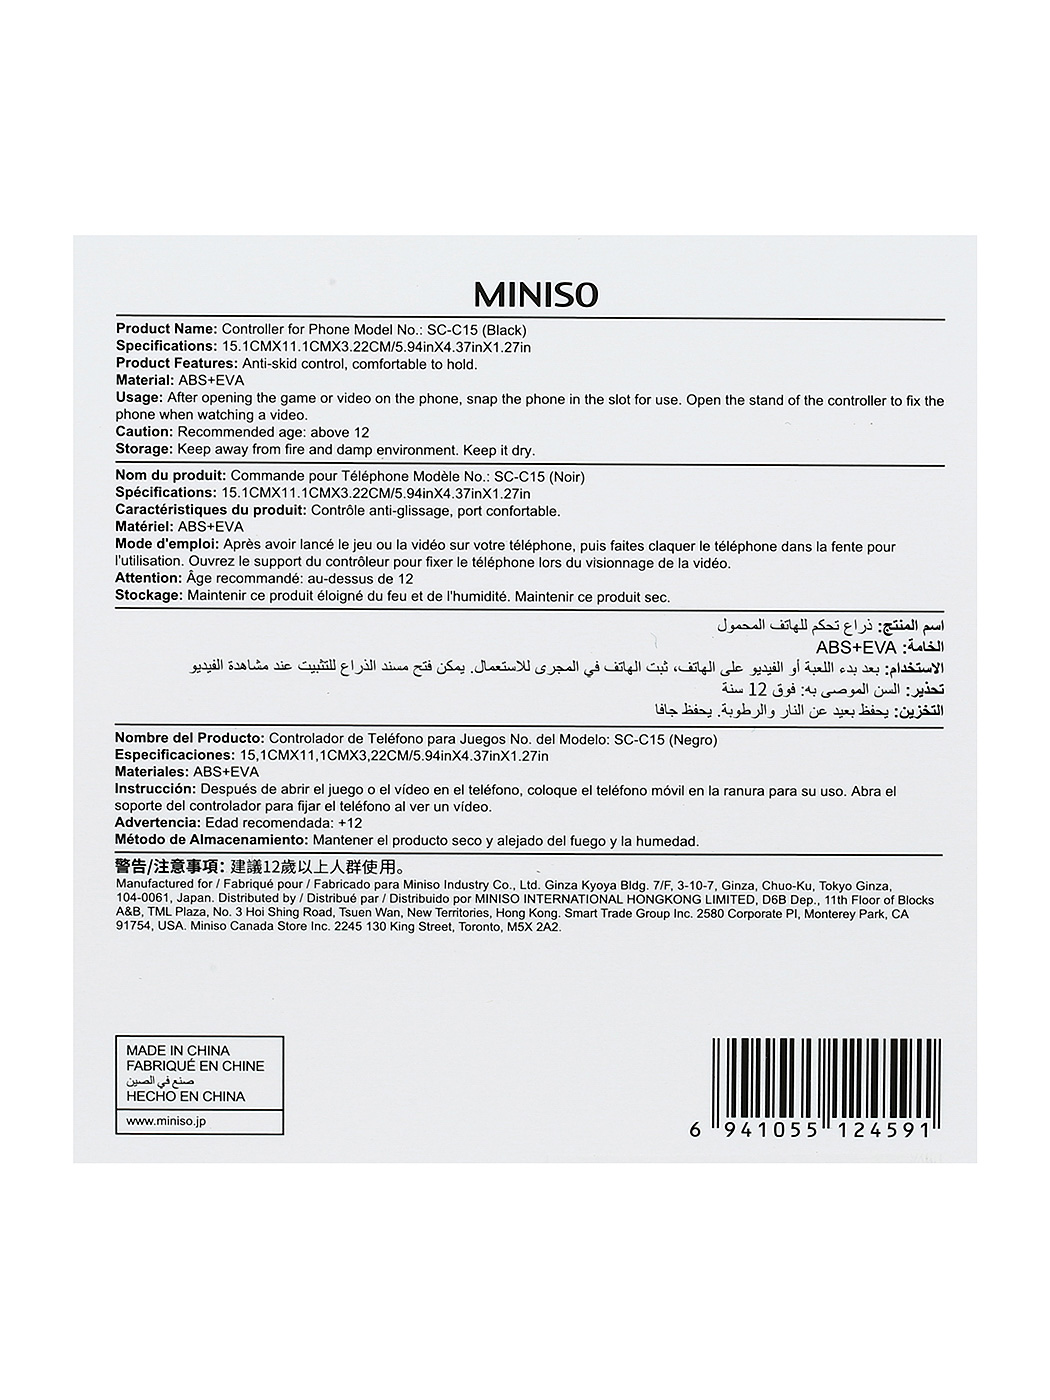 MINISO
Product Name: Controller for Phone Model No.: SC-C15 (Black)
Specifications: 15.1CMX11.1CMX3.22CM/5.94inX4.37inX1.27in
Product Features: Anti-skid control, comfortable to hold.
Material: ABS+EVA
Usage: After opening the game or video on the phone, snap the phone in the slot for use. Open the stand of the controller to fix the
phone when watching a video.
Caution: Recommended age: above 12
Storage: Keep away from fire and damp environment. Keep it dry.
Nom du produit: Commande pour Téléphone Modèle No.: SC-C15 (Noir)
Spécifications: 15.1CMX11.1CMX3.22CM/5.94inX4.37inX1.27in
Caractéristiques du produit: Contrôle anti-glissage, port confortable.
Matériel: ABS+EVA
Mode d'emploi: Après avoir lancé le jeu ou la vidéo sur votre téléphone, puis faites claquer le téléphone dans la fente pour
l'utilisation. Ouvrez le support du contrôleur pour fixer le téléphone lors du visionnage de la vidéo.
Attention: Âge recommandé: au-dessus de 12
Stockage: Maintenir ce produit éloigné du feu et de l'humidité. Maintenir ce produit sec.
اسم المنتج: ذراع تحكم للهاتف المحمول
الخامة: ABS+EVA
الاستخدام: بعد بدء اللعبة أو الفيديو على الهاتف، ثبت الهاتف في المجرى للاستعمال. يمكن فتح مسند الذراع للتثبيت عند مشاهدة الفيديو
تحذير: السن الموصى به: فوق 12 سنة
التخزين: يحفظ بعيد عن النار والرطوبة. يحفظ جافا
Nombre del Producto: Controlador de Teléfono para Juegos No. del Modelo: SC-C15 (Negro)
Especificaciones: 15,1CMX11,1CMX3,22CM/5.94inX4.37inX1.27in
Materiales: ABS+EVA
Instrucción: Después de abrir el juego o el vídeo en el teléfono, coloque el teléfono móvil en la ranura para su uso. Abra el
soporte del controlador para fijar el teléfono al ver un vídeo.
Advertencia: Edad recomendada: +12
Método de Almacenamiento: Mantener el producto seco y alejado del fuego y la humedad.
警告/注意事項: 建議12歲以上人群使用。
Manufactured for / Fabriqué pour / Fabricado para Miniso Industry Co., Ltd. Ginza Kyoya Bldg. 7/F, 3-10-7, Ginza, Chuo-Ku, Tokyo Ginza,
104-0061, Japan. Distributed by / Distribué par / Distribuido por MINISO INTERNATIONAL HONGKONG LIMITED, D6B Dep., 11th Floor of Blocks
A&B, TML Plaza, No. 3 Hoi Shing Road, Tsuen Wan, New Territories, Hong Kong. Smart Trade Group Inc. 2580 Corporate Pl, Monterey Park, CA
91754, USA. Miniso Canada Store Inc. 2245 130 King Street, Toronto, M5X 2A2.
MADE IN CHINA
FABRIQUÉ EN CHINE
صنع في الصين
HECHO EN CHINA
www.miniso.jp
6 941055 124591